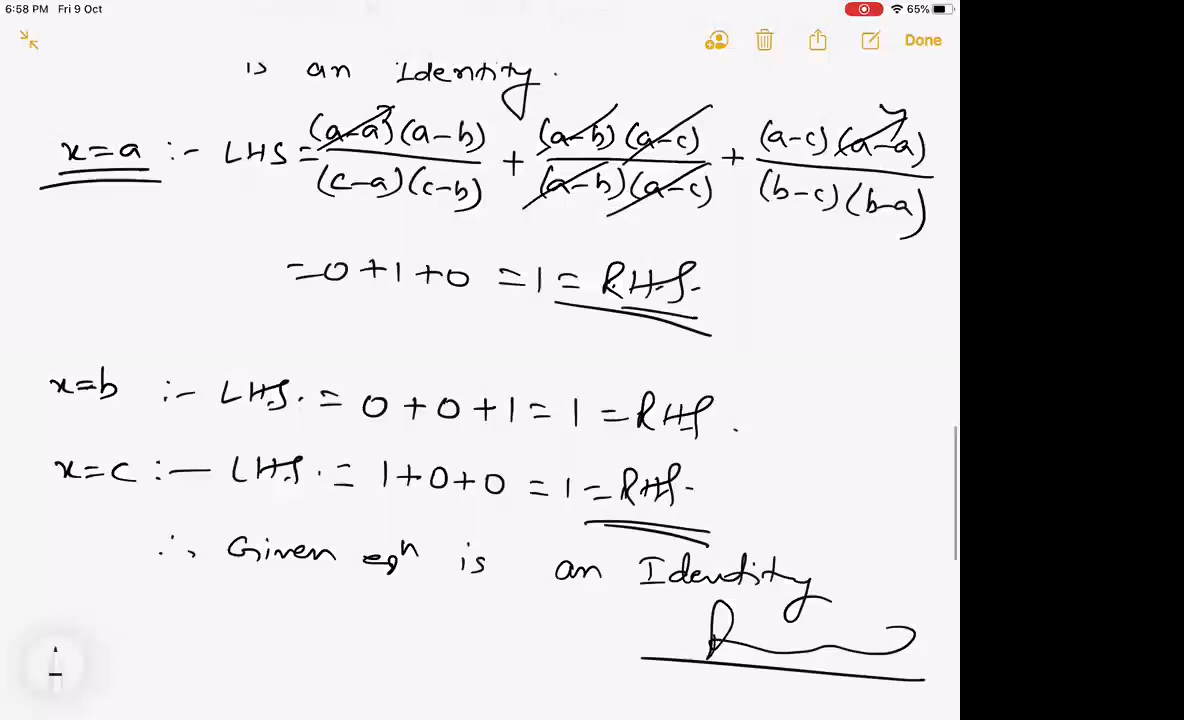 6:58 PM Fri 9 Oct 65%
Done
is an Identity.
x=a :- LHS = (a-a)(a-b)/(c-a)(c-b) + (a-b)(a-c)/(a-b)(a-c) + (a-c)(a-a)/(b-c)(b-a)
=0+1+0 =1= RHS.
x=b :- LHS. = 0+0+1=1=RHS.
x=c :- LHS. = 1+0+0=1=RHS.
∴ Given eqn is an Identity